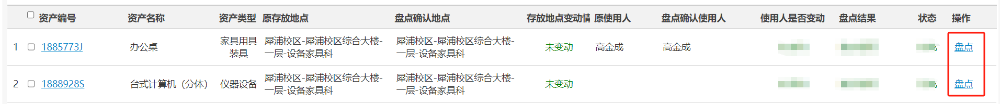 资产编号 资产名称 资产类型 原存放地点 盘点确认地点 存放地点变动情 原使用人 盘点确认使用人 使用人是否变动 盘点结果 状态 操作
1 1885773J 办公桌 家具用具装具 犀浦校区-犀浦校区综合大楼-一层-设备家具科 犀浦校区-犀浦校区综合大楼-一层-设备家具科 未变动 高金成 高金成 盘点
2 1888928S 台式计算机（分体） 仪器设备 犀浦校区-犀浦校区综合大楼-一层-设备家具科 犀浦校区-犀浦校区综合大楼-一层-设备家具科 未变动 盘点